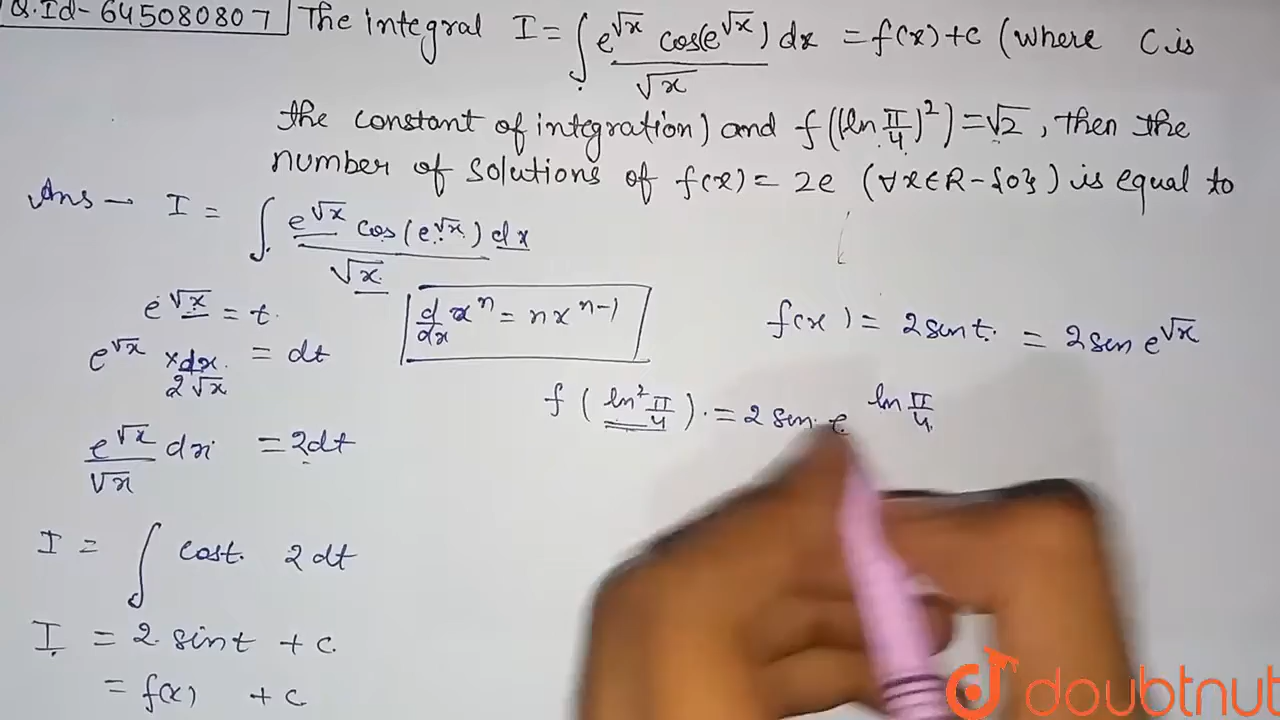 Q.Id-645080807 The integral I = ∫ e^√x cos(e^√x) dx / √x = f(x)+c (where C is
the constant of integration) and f((ln π/4)²) = √2, then the
number of solutions of f(x) = 2e (∀x∈R-{0}) is equal to
Ans → I = ∫ e^√x cos(e^√x) dx / √x
e^√x = t.
d/dx x^n = n x^(n-1)
f(x) = 2 sin t. = 2 sin e^√x
e^√x × dx / 2√x = dt
f (ln² π/4). = 2 sin e^(ln π/4)
e^√x / √x dx = 2dt
I = ∫ cos t. 2 dt
I = 2 sin t + c.
= f(x) + c
doubtnut